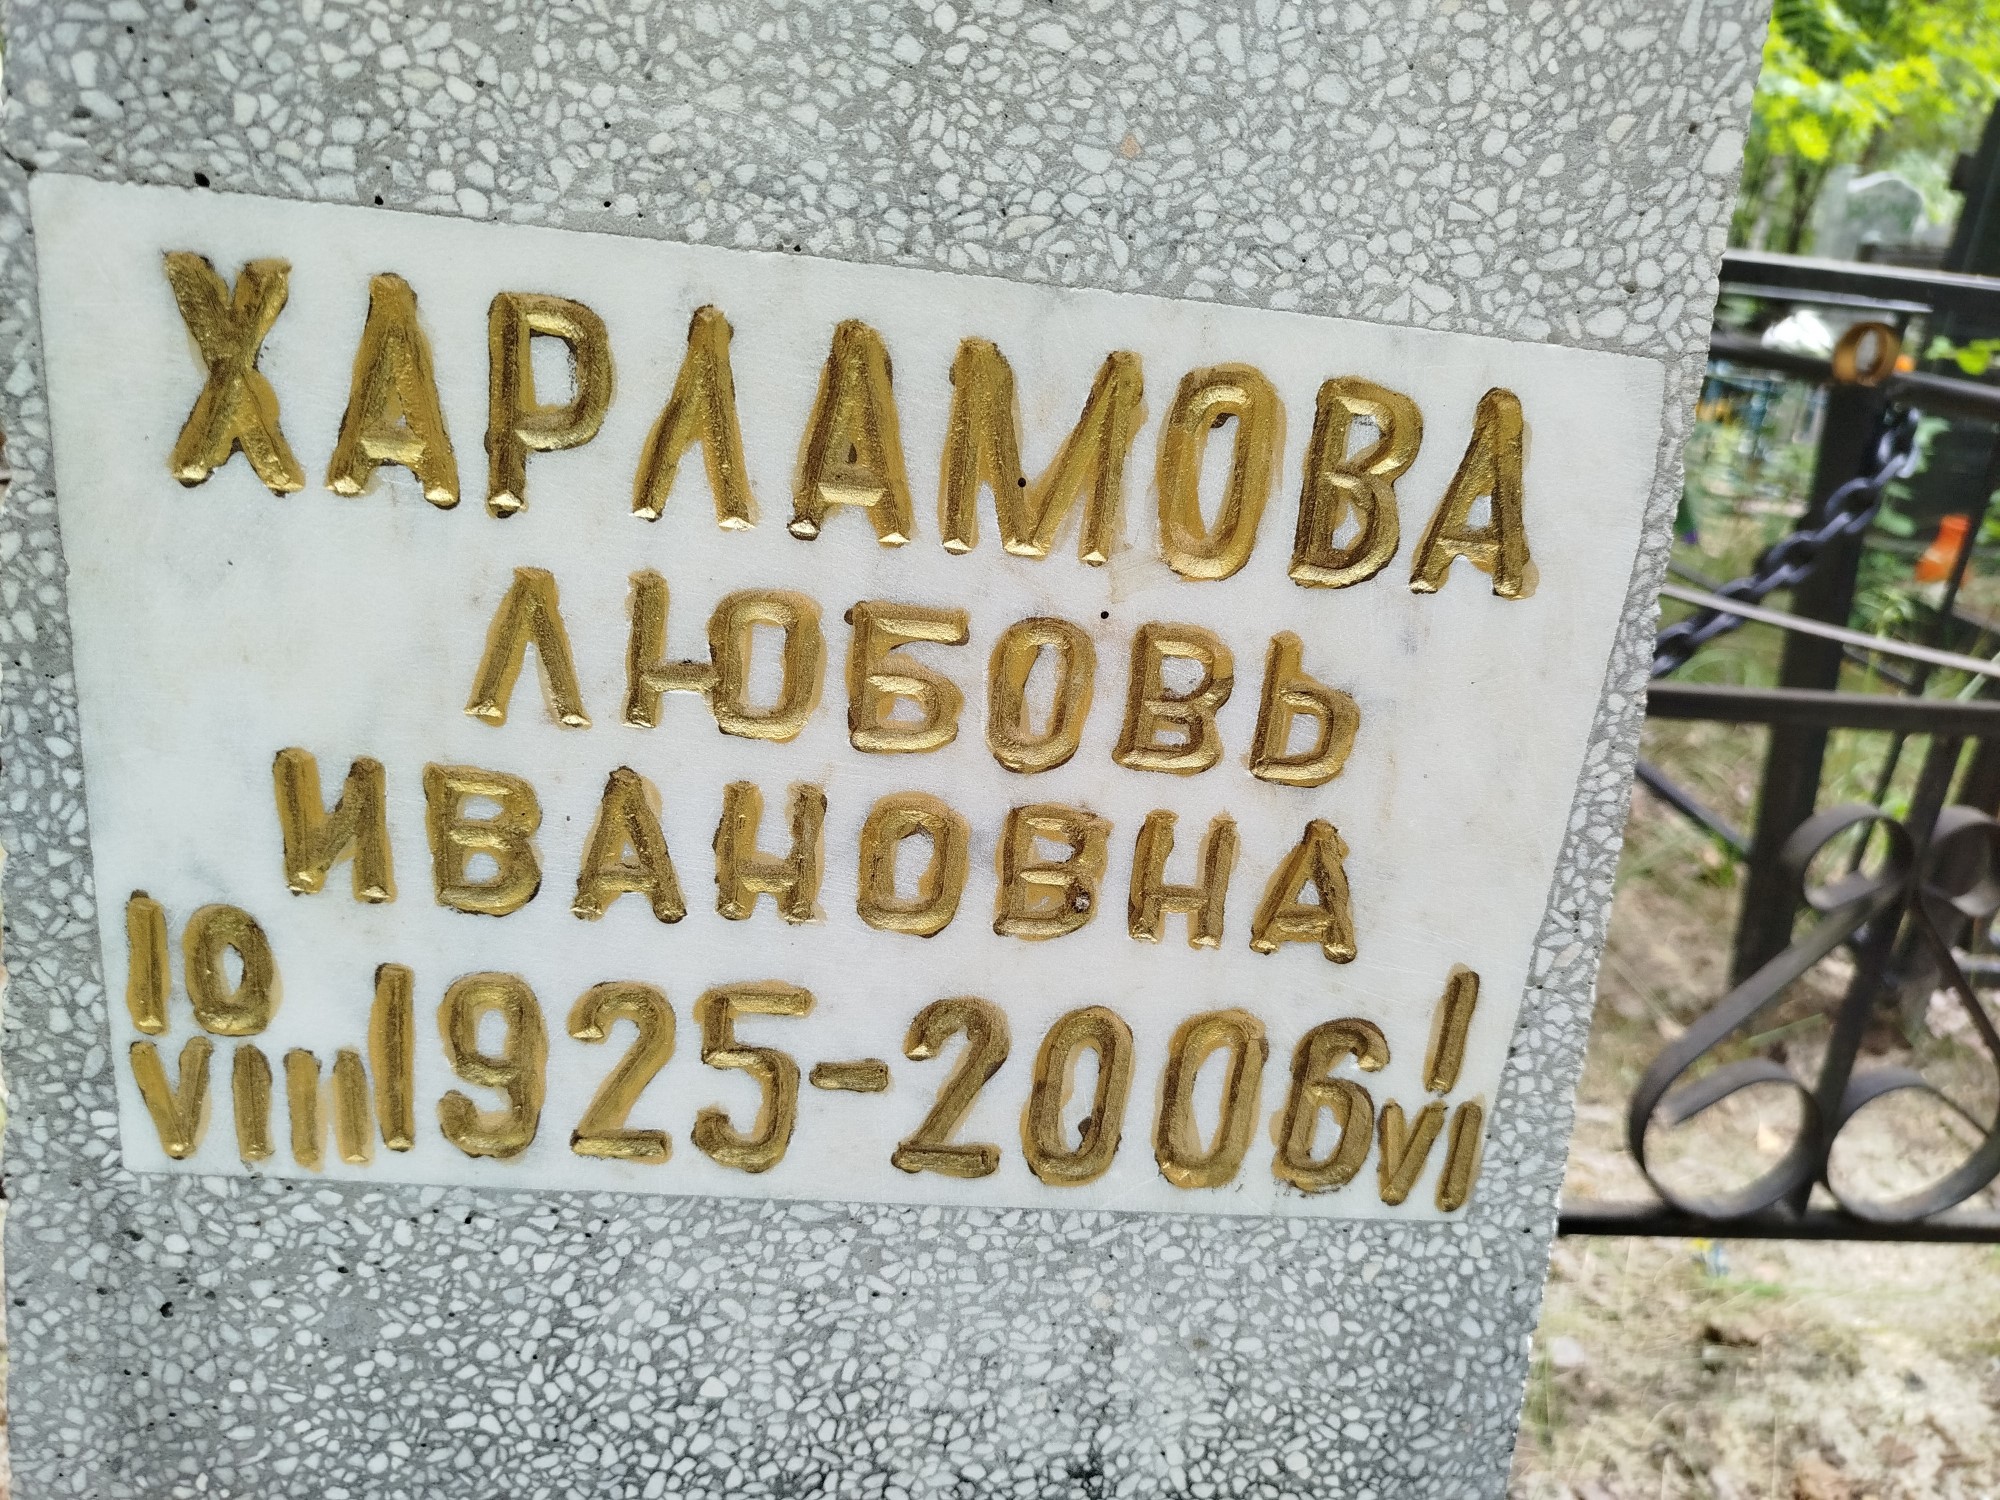 ХАРЛАМОВА
ЛЮБОВЬ
ИВАНОВНА
10 VIII 1925-2006 1 VI